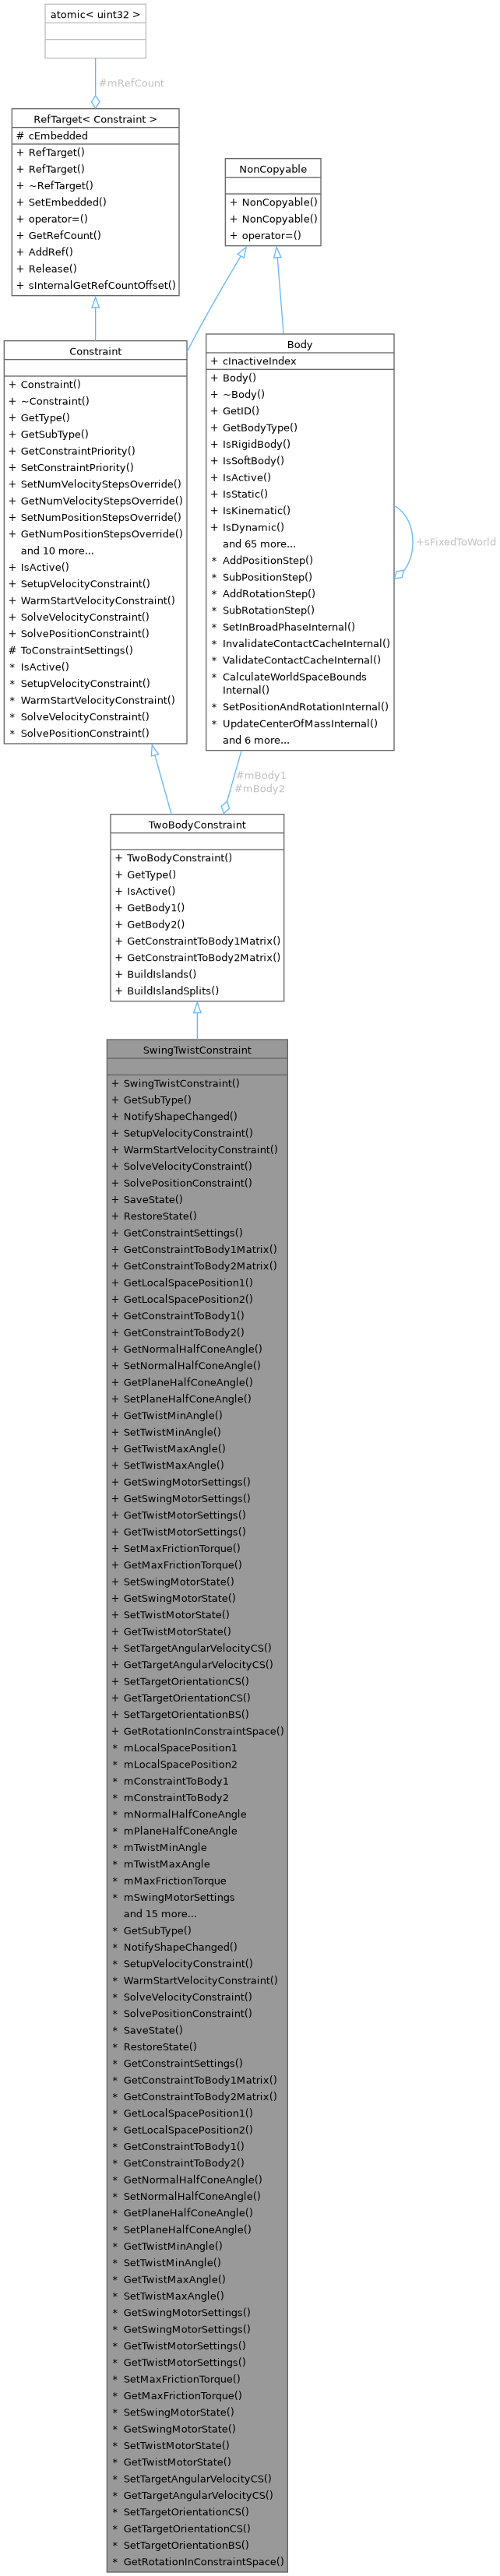 atomic< uint32 >
#mRefCount
RefTarget< Constraint >
# cEmbedded
+ RefTarget()
+ RefTarget()
+ ~RefTarget()
+ SetEmbedded()
+ operator=()
+ GetRefCount()
+ AddRef()
+ Release()
+ sInternalGetRefCountOffset()
NonCopyable
+ NonCopyable()
+ NonCopyable()
+ operator=()
Constraint
+ Constraint()
+ ~Constraint()
+ GetType()
+ GetSubType()
+ GetConstraintPriority()
+ SetConstraintPriority()
+ SetNumVelocityStepsOverride()
+ GetNumVelocityStepsOverride()
+ SetNumPositionStepsOverride()
+ GetNumPositionStepsOverride()
and 10 more...
+ IsActive()
+ SetupVelocityConstraint()
+ WarmStartVelocityConstraint()
+ SolveVelocityConstraint()
+ SolvePositionConstraint()
# ToConstraintSettings()
* IsActive()
* SetupVelocityConstraint()
* WarmStartVelocityConstraint()
* SolveVelocityConstraint()
* SolvePositionConstraint()
Body
+ cInactiveIndex
+ Body()
+ ~Body()
+ GetID()
+ GetBodyType()
+ IsRigidBody()
+ IsSoftBody()
+ IsActive()
+ IsStatic()
+ IsKinematic()
+ IsDynamic()
and 65 more...
* AddPositionStep()
* SubPositionStep()
* AddRotationStep()
* SubRotationStep()
* SetInBroadPhaseInternal()
* InvalidateContactCacheInternal()
* ValidateContactCacheInternal()
* CalculateWorldSpaceBounds
Internal()
* SetPositionAndRotationInternal()
* UpdateCenterOfMassInternal()
and 6 more...
+sFixedToWorld
#mBody1
#mBody2
TwoBodyConstraint
+ TwoBodyConstraint()
+ GetType()
+ IsActive()
+ GetBody1()
+ GetBody2()
+ GetConstraintToBody1Matrix()
+ GetConstraintToBody2Matrix()
+ BuildIslands()
+ BuildIslandSplits()
SwingTwistConstraint
+ SwingTwistConstraint()
+ GetSubType()
+ NotifyShapeChanged()
+ SetupVelocityConstraint()
+ WarmStartVelocityConstraint()
+ SolveVelocityConstraint()
+ SolvePositionConstraint()
+ SaveState()
+ RestoreState()
+ GetConstraintSettings()
+ GetConstraintToBody1Matrix()
+ GetConstraintToBody2Matrix()
+ GetLocalSpacePosition1()
+ GetLocalSpacePosition2()
+ GetConstraintToBody1()
+ GetConstraintToBody2()
+ GetNormalHalfConeAngle()
+ SetNormalHalfConeAngle()
+ GetPlaneHalfConeAngle()
+ SetPlaneHalfConeAngle()
+ GetTwistMinAngle()
+ SetTwistMinAngle()
+ GetTwistMaxAngle()
+ SetTwistMaxAngle()
+ GetSwingMotorSettings()
+ GetSwingMotorSettings()
+ GetTwistMotorSettings()
+ GetTwistMotorSettings()
+ SetMaxFrictionTorque()
+ GetMaxFrictionTorque()
+ SetSwingMotorState()
+ GetSwingMotorState()
+ SetTwistMotorState()
+ GetTwistMotorState()
+ SetTargetAngularVelocityCS()
+ GetTargetAngularVelocityCS()
+ SetTargetOrientationCS()
+ GetTargetOrientationCS()
+ SetTargetOrientationBS()
+ GetRotationInConstraintSpace()
* mLocalSpacePosition1
* mLocalSpacePosition2
* mConstraintToBody1
* mConstraintToBody2
* mNormalHalfConeAngle
* mPlaneHalfConeAngle
* mTwistMinAngle
* mTwistMaxAngle
* mMaxFrictionTorque
* mSwingMotorSettings
and 15 more...
* GetSubType()
* NotifyShapeChanged()
* SetupVelocityConstraint()
* WarmStartVelocityConstraint()
* SolveVelocityConstraint()
* SolvePositionConstraint()
* SaveState()
* RestoreState()
* GetConstraintSettings()
* GetConstraintToBody1Matrix()
* GetConstraintToBody2Matrix()
* GetLocalSpacePosition1()
* GetLocalSpacePosition2()
* GetConstraintToBody1()
* GetConstraintToBody2()
* GetNormalHalfConeAngle()
* SetNormalHalfConeAngle()
* GetPlaneHalfConeAngle()
* SetPlaneHalfConeAngle()
* GetTwistMinAngle()
* SetTwistMinAngle()
* GetTwistMaxAngle()
* SetTwistMaxAngle()
* GetSwingMotorSettings()
* GetSwingMotorSettings()
* GetTwistMotorSettings()
* GetTwistMotorSettings()
* SetMaxFrictionTorque()
* GetMaxFrictionTorque()
* SetSwingMotorState()
* GetSwingMotorState()
* SetTwistMotorState()
* GetTwistMotorState()
* SetTargetAngularVelocityCS()
* GetTargetAngularVelocityCS()
* SetTargetOrientationCS()
* GetTargetOrientationCS()
* SetTargetOrientationBS()
* GetRotationInConstraintSpace()